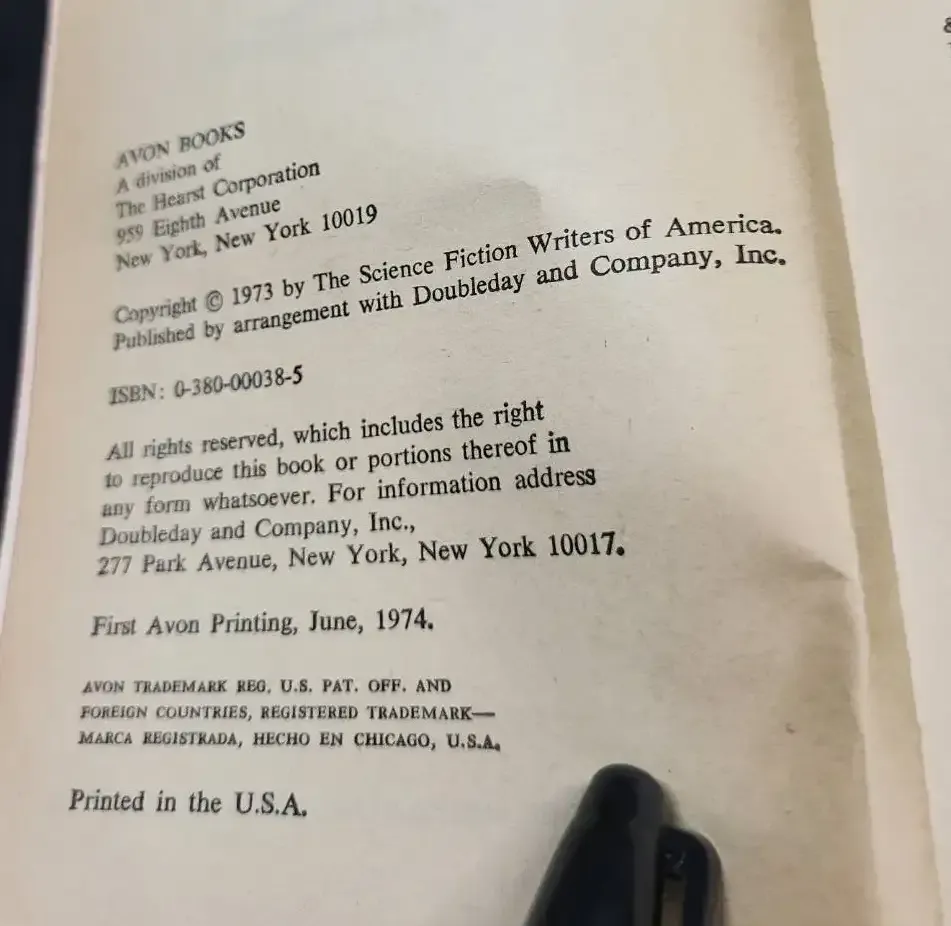 AVON BOOKS
A division of
The Hearst Corporation
959 Eighth Avenue
New York, New York 10019
Copyright © 1973 by The Science Fiction Writers of America.
Published by arrangement with Doubleday and Company, Inc.
ISBN: 0-380-00038-5
All rights reserved, which includes the right
to reproduce this book or portions thereof in
any form whatsoever. For information address
Doubleday and Company, Inc.,
277 Park Avenue, New York, New York 10017.
First Avon Printing, June, 1974.
AVON TRADEMARK REG. U.S. PAT. OFF. AND
FOREIGN COUNTRIES, REGISTERED TRADEMARK—
MARCA REGISTRADA, HECHO EN CHICAGO, U.S.A.
Printed in the U.S.A.